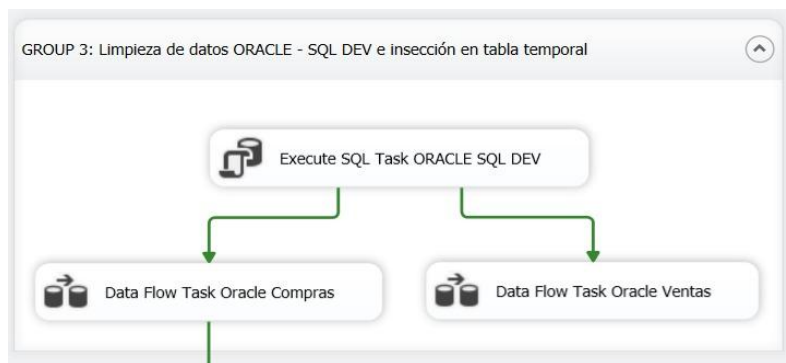 GROUP 3: Limpieza de datos ORACLE - SQL DEV e insección en tabla temporal
Execute SQL Task ORACLE SQL DEV
Data Flow Task Oracle Compras
Data Flow Task Oracle Ventas